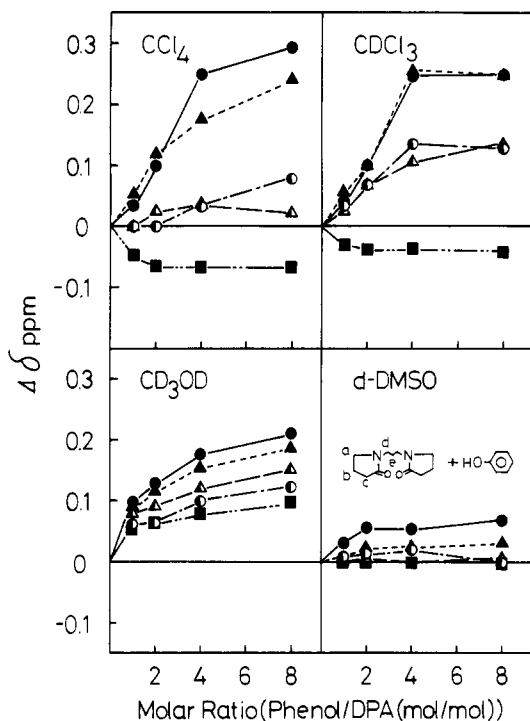 CCl4
CDCl3
0.3
0.2
0.1
0
-0.1
Δ δ ppm
CD3OD
d-DMSO
0.3
0.2
0.1
0
-0.1
a
b
c
d
e
N
N
O
O
+ HO
2 4 6 8
2 4 6 8
Molar Ratio(Phenol/DPA(mol/mol))